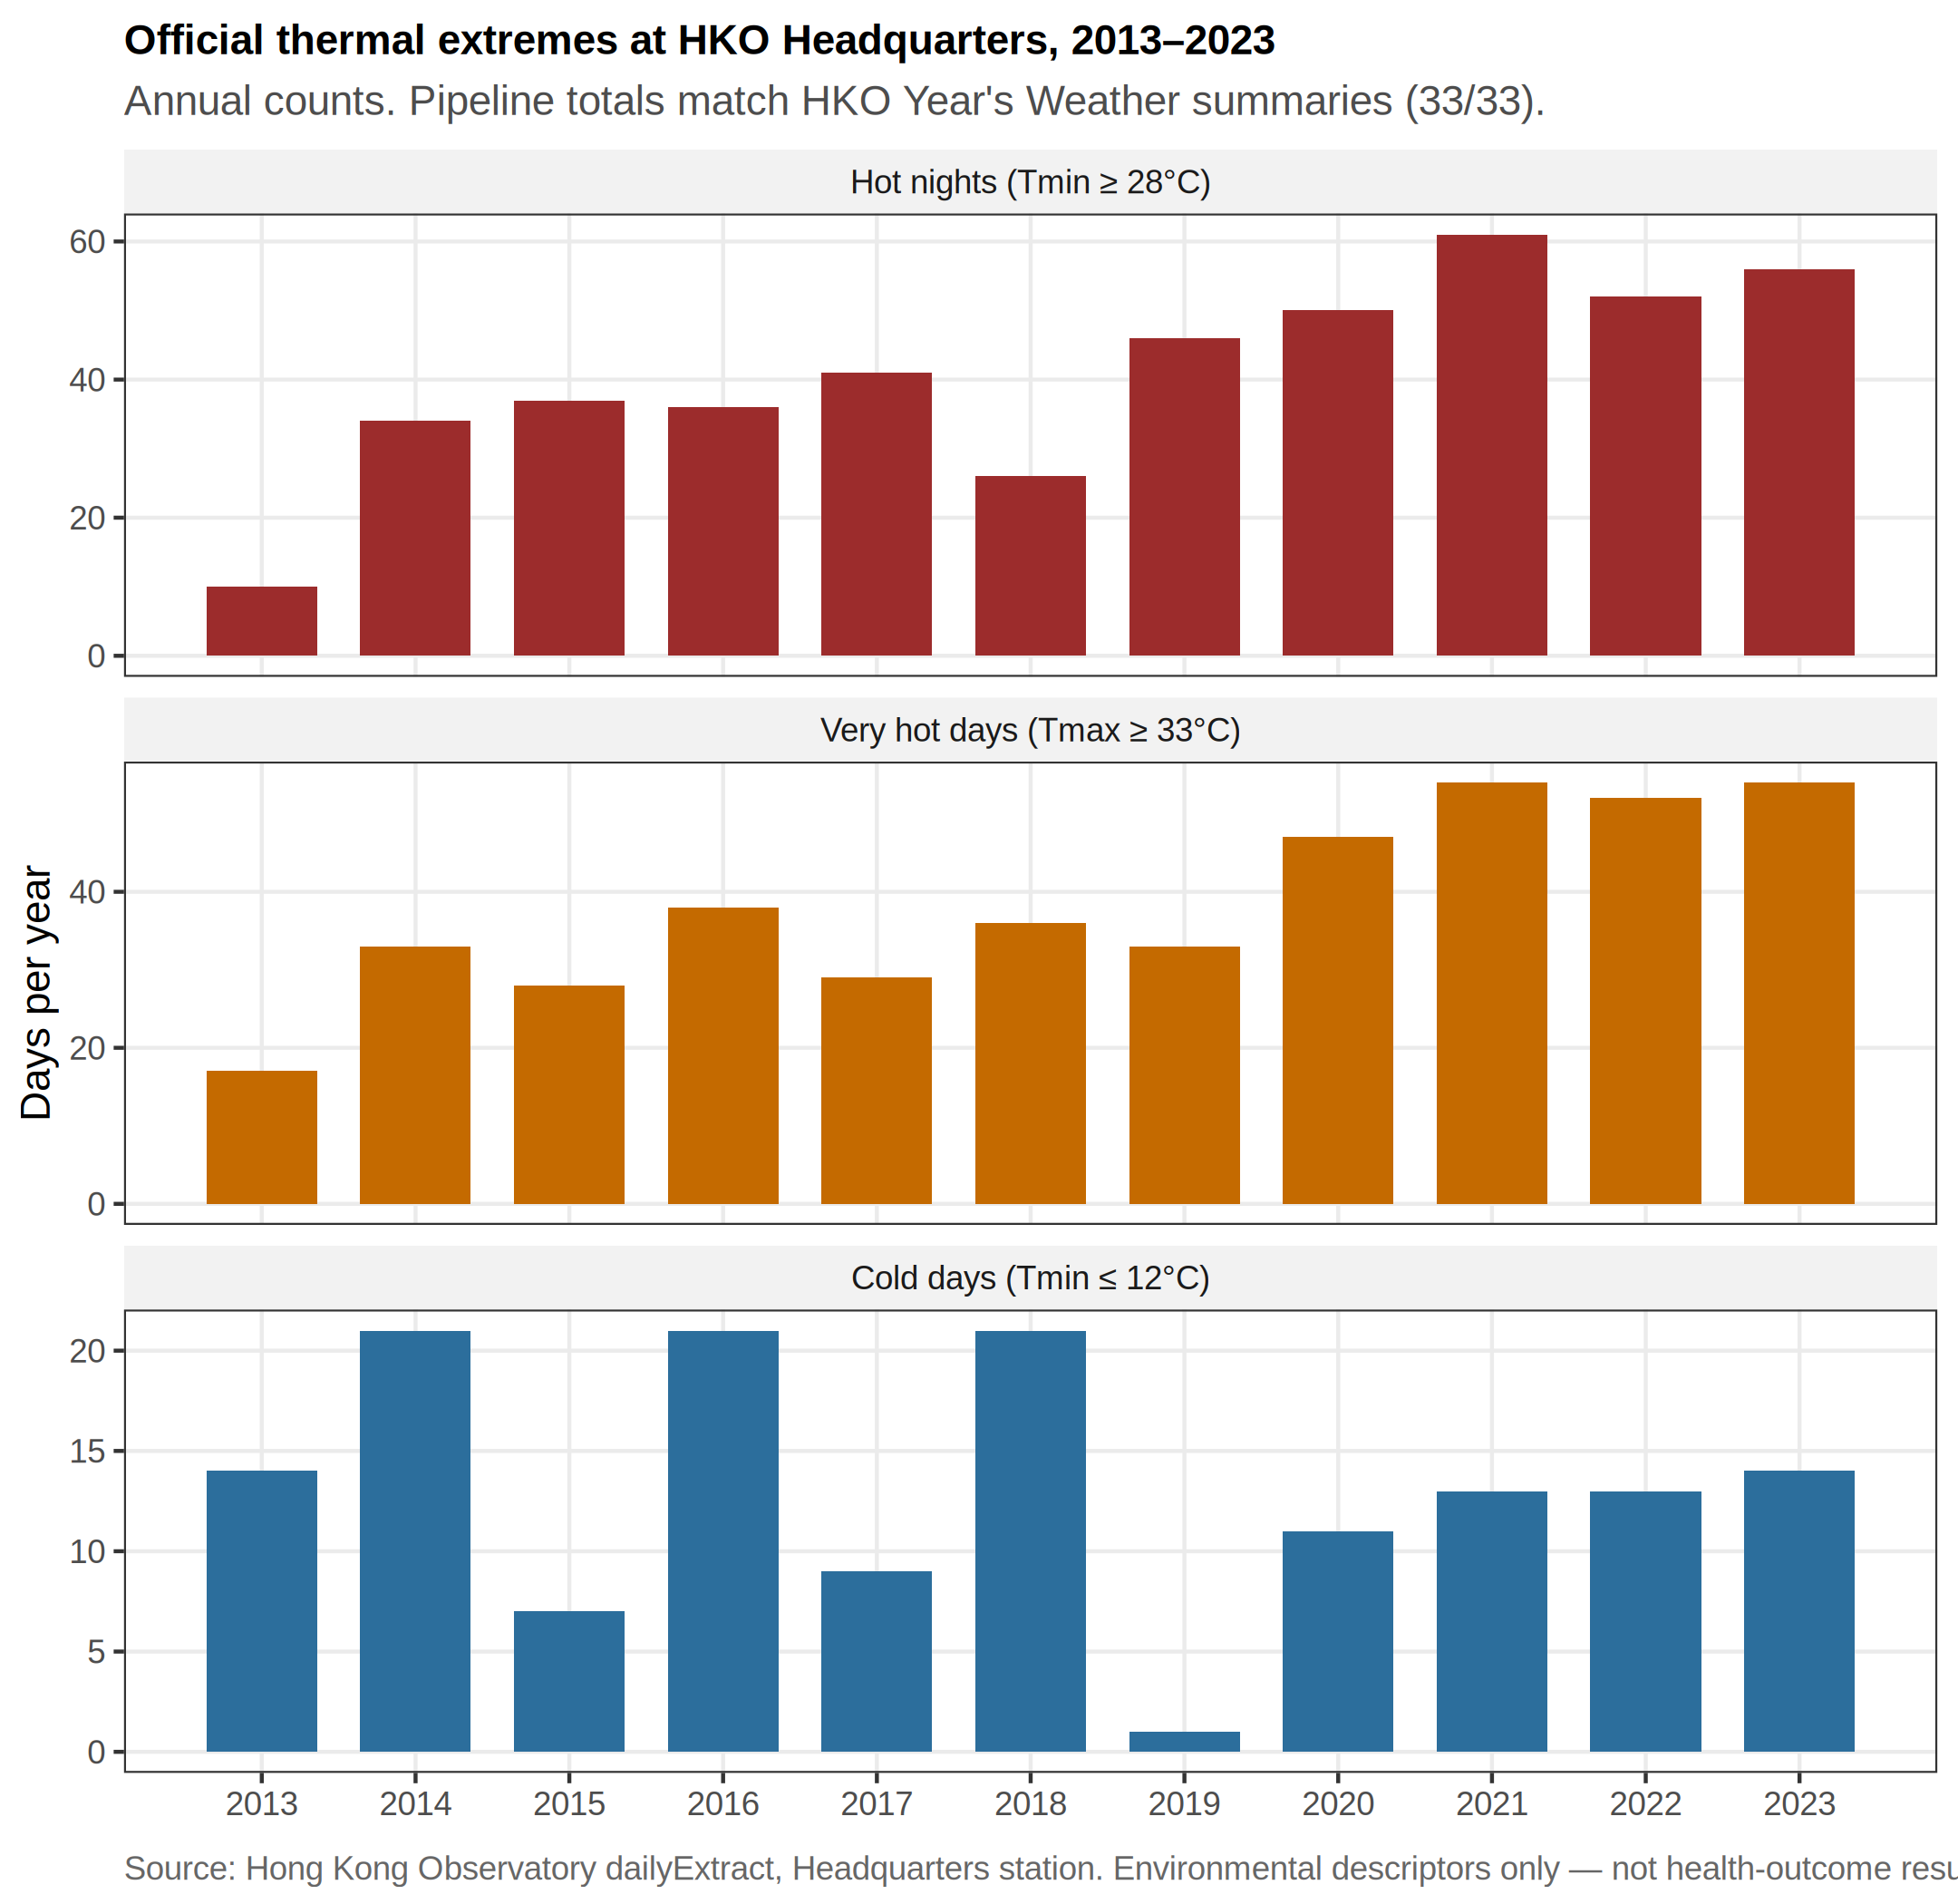 Official thermal extremes at HKO Headquarters, 2013–2023
Annual counts. Pipeline totals match HKO Year's Weather summaries (33/33).
Hot nights (Tmin ≥ 28°C)
60
40
20
0
Very hot days (Tmax ≥ 33°C)
Days per year
40
20
0
Cold days (Tmin ≤ 12°C)
20
15
10
5
0
2013 2014 2015 2016 2017 2018 2019 2020 2021 2022 2023
Source: Hong Kong Observatory dailyExtract, Headquarters station. Environmental descriptors only — not health-outcome